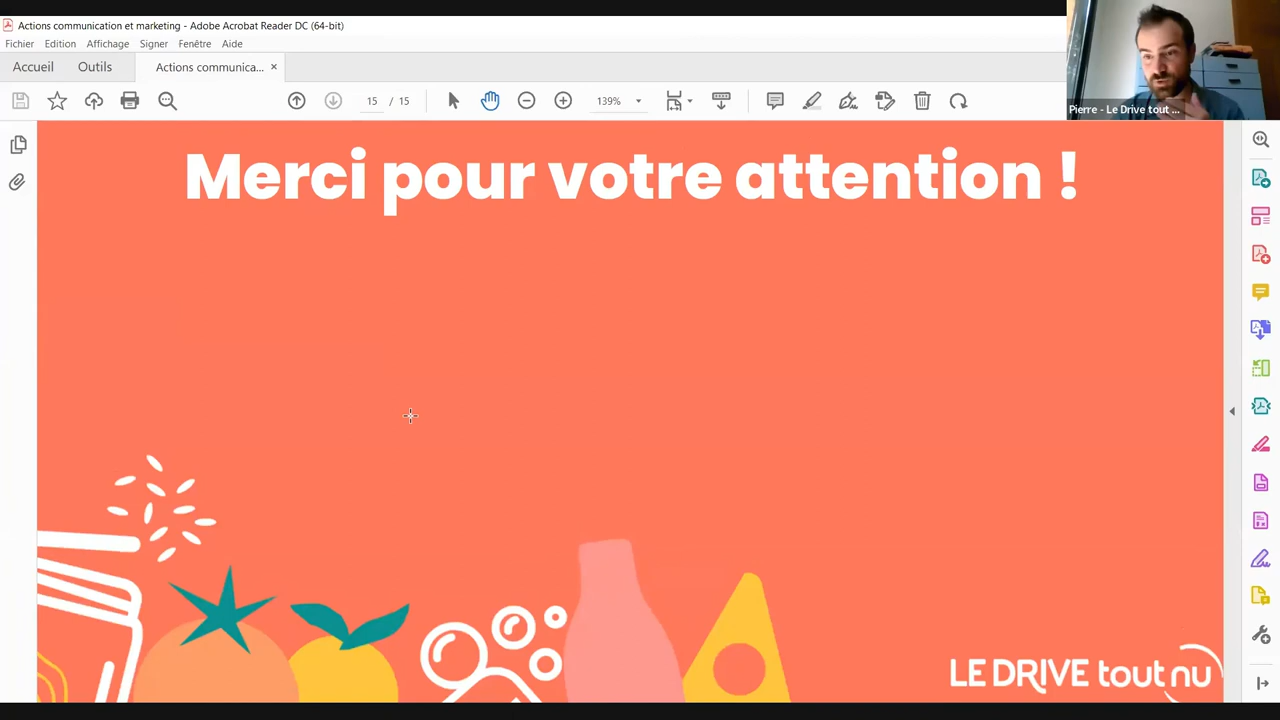 Actions communication et marketing - Adobe Acrobat Reader DC (64-bit)
Fichier Edition Affichage Signer Fenêtre Aide
Accueil Outils Actions communica... ×
15 / 15 139%
Pierre - Le Drive tout ...
Merci pour votre attention !
LE DRIVE tout nu